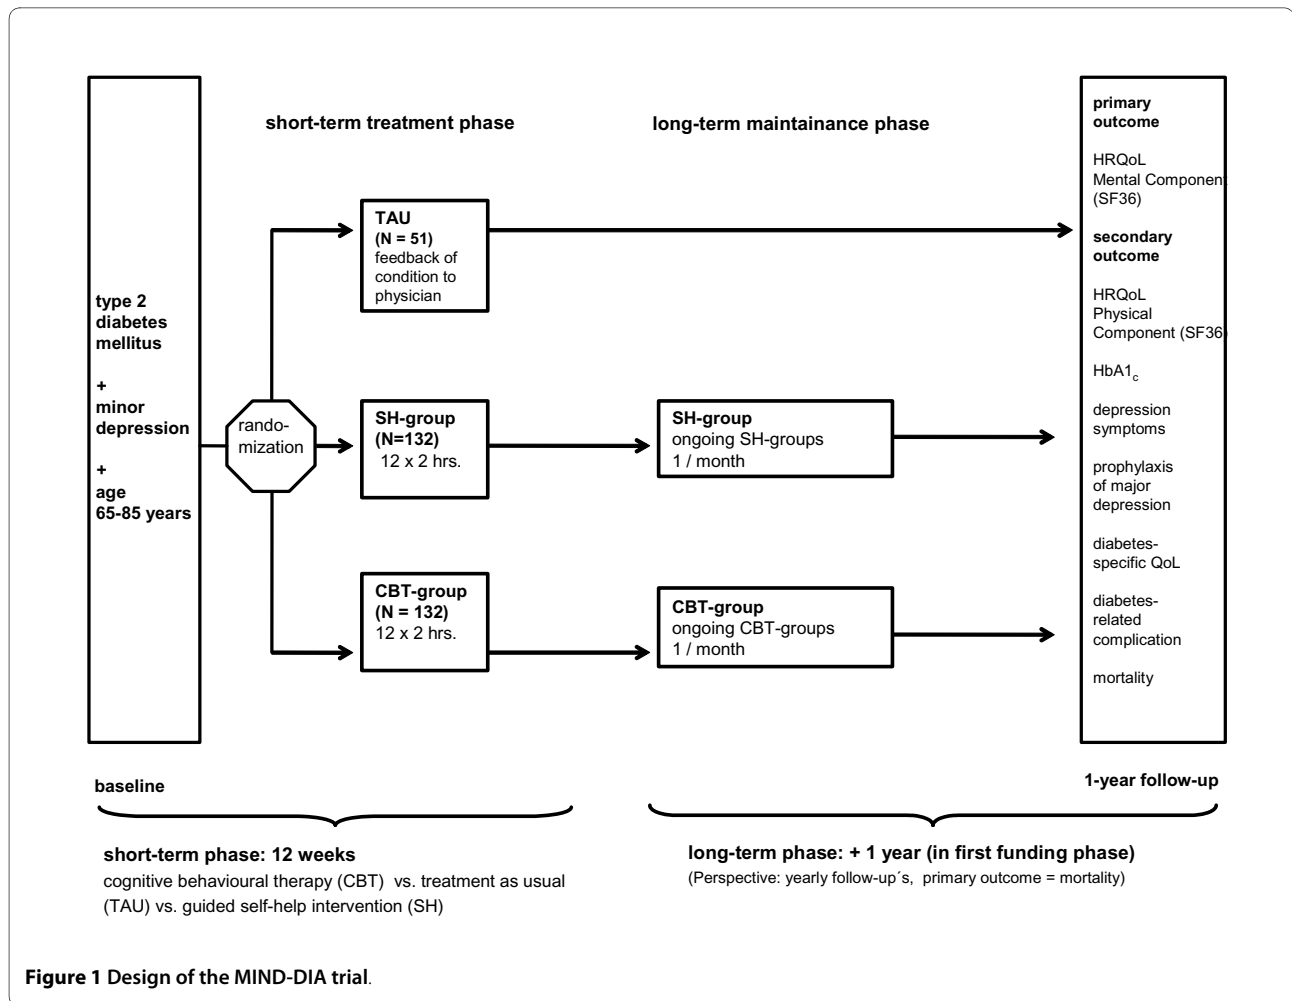 short-term treatment phase
long-term maintainance phase
type 2
diabetes
mellitus
+
minor
depression
+
age
65-85 years
rando-
mization
TAU
(N = 51)
feedback of
condition to
physician
SH-group
(N=132)
12 x 2 hrs.
CBT-group
(N = 132)
12 x 2 hrs.
SH-group
ongoing SH-groups
1 / month
CBT-group
ongoing CBT-groups
1 / month
primary
outcome
HRQoL
Mental Component
(SF36)
secondary
outcome
HRQoL
Physical
Component (SF36)
HbA1c
depression
symptoms
prophylaxis
of major
depression
diabetes-
specific QoL
diabetes-
related
complication
mortality
baseline
1-year follow-up
short-term phase: 12 weeks
cognitive behavioural therapy (CBT) vs. treatment as usual
(TAU) vs. guided self-help intervention (SH)
long-term phase: + 1 year (in first funding phase)
(Perspective: yearly follow-up´s, primary outcome = mortality)
Figure 1 Design of the MIND-DIA trial.